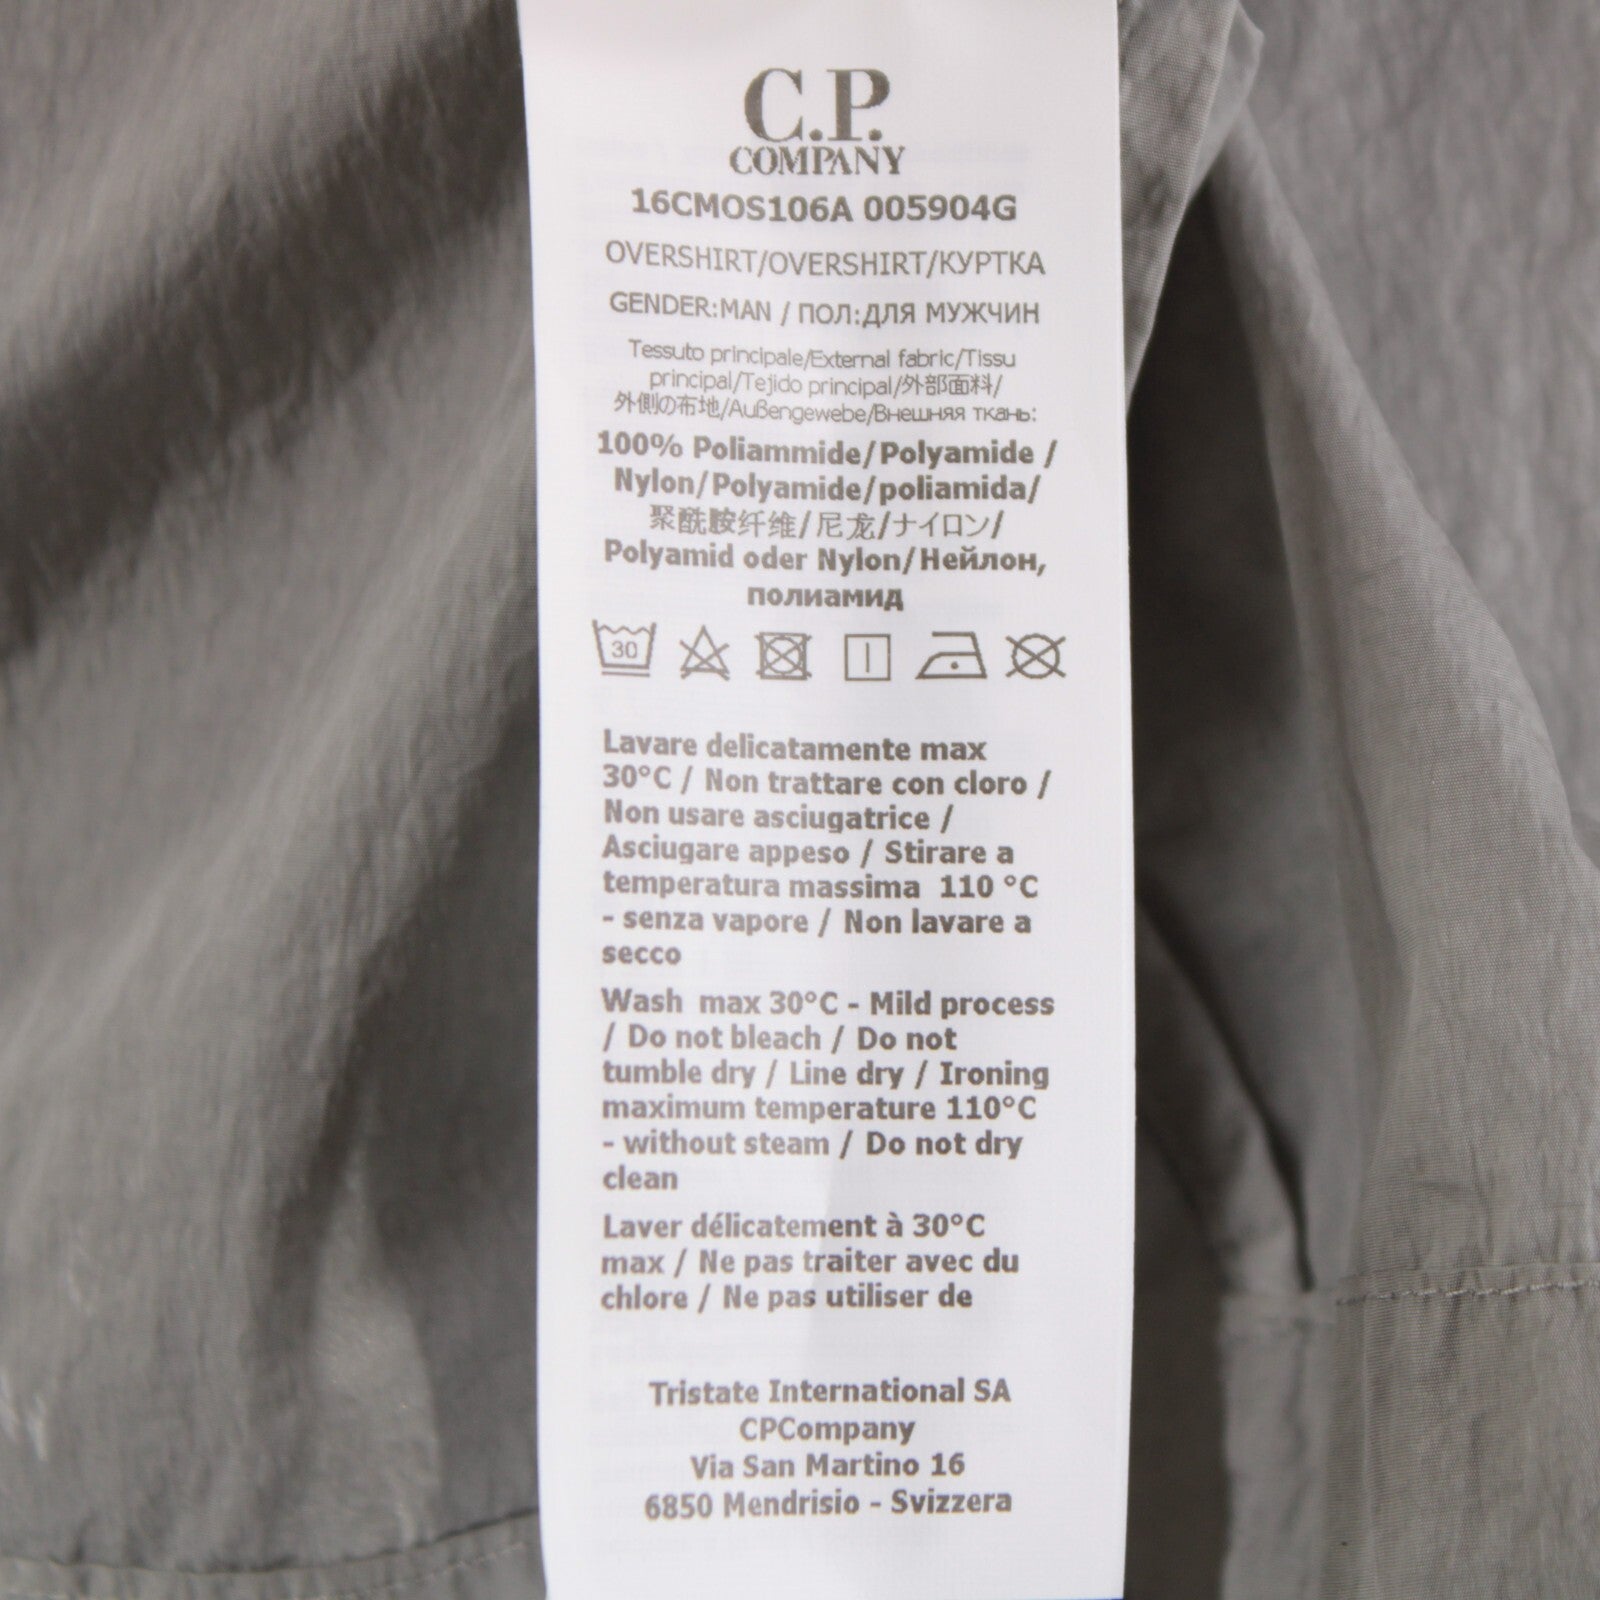 C.P.
COMPANY
16CMOS106A 005904G
OVERSHIRT/OVERSHIRT/КУРТКА
GENDER:MAN / ПОЛ:ДЛЯ МУЖЧИН
Tessuto principale/External fabric/Tissu
principal/Tejido principal/外部面料/
外側の布地/Außengewebe/Внешняя ткань:
100% Poliammide/Polyamide /
Nylon/Polyamide/poliamida/
聚酰胺纤维/尼龙/ナイロン/
Polyamid oder Nylon/Нейлон,
полиамид
30
Lavare delicatamente max
30°C / Non trattare con cloro /
Non usare asciugatrice /
Asciugare appeso / Stirare a
temperatura massima 110 °C
- senza vapore / Non lavare a
secco
Wash max 30°C - Mild process
/ Do not bleach / Do not
tumble dry / Line dry / Ironing
maximum temperature 110°C
- without steam / Do not dry
clean
Laver délicatement à 30°C
max / Ne pas traiter avec du
chlore / Ne pas utiliser de
Tristate International SA
CPCompany
Via San Martino 16
6850 Mendrisio - Svizzera